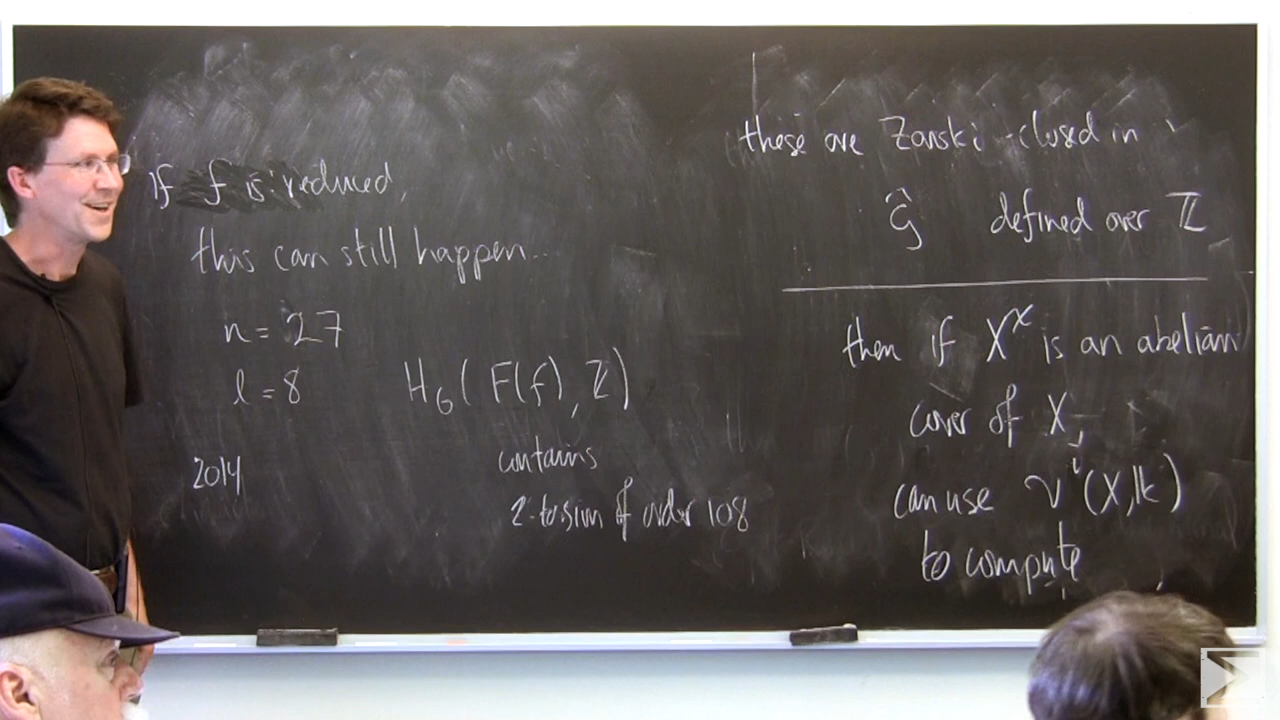 If f is reduced,
this can still happen...
n = 27
l = 8
H₆( F(f), ℤ )
2014
contains
2-torsion of order 108
these are Zariski-closed in
Ĝ defined over ℤ
then if X^χ is an abelian
cover of X,
can use 𝒱ⁱ(X, 𝕜)
to compute